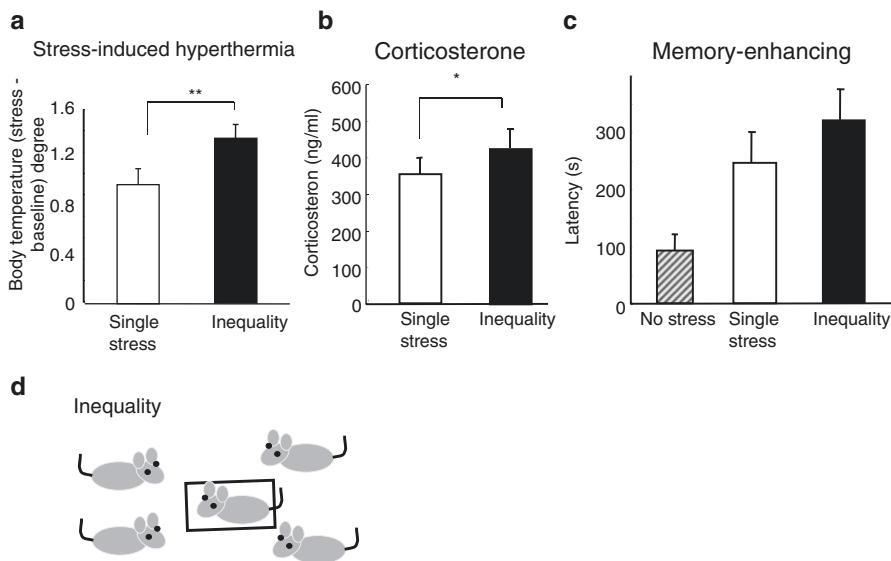 a
Stress-induced hyperthermia
Body temperature (stress -
baseline) degree
1.6
1.2
0.8
0.4
0
**
Single
stress
Inequality
b
Corticosterone
Corticosteron (ng/ml)
600
500
400
300
200
100
0
*
Single
stress
Inequality
c
Memory-enhancing
Latency (s)
300
200
100
0
No stress
Single
stress
Inequality
d
Inequality